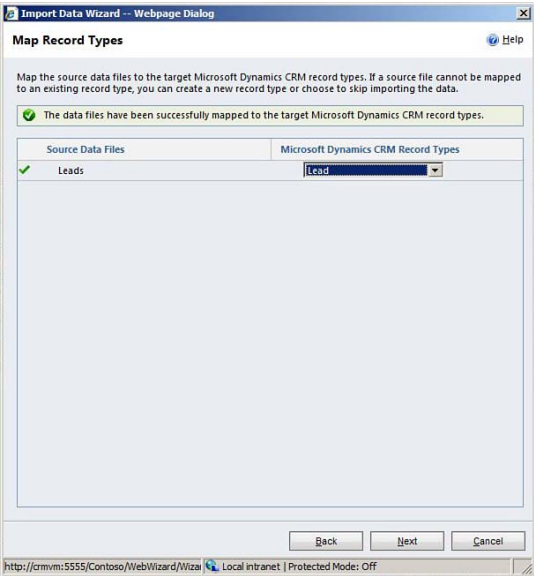 Import Data Wizard -- Webpage Dialog
Map Record Types
Help
Map the source data files to the target Microsoft Dynamics CRM record types. If a source file cannot be mapped
to an existing record type, you can create a new record type or choose to skip importing the data.
The data files have been successfully mapped to the target Microsoft Dynamics CRM record types.
Source Data Files Microsoft Dynamics CRM Record Types
Leads Lead
Back Next Cancel
http://crmvm:5555/Contoso/WebWizard/Wizar Local intranet | Protected Mode: Off